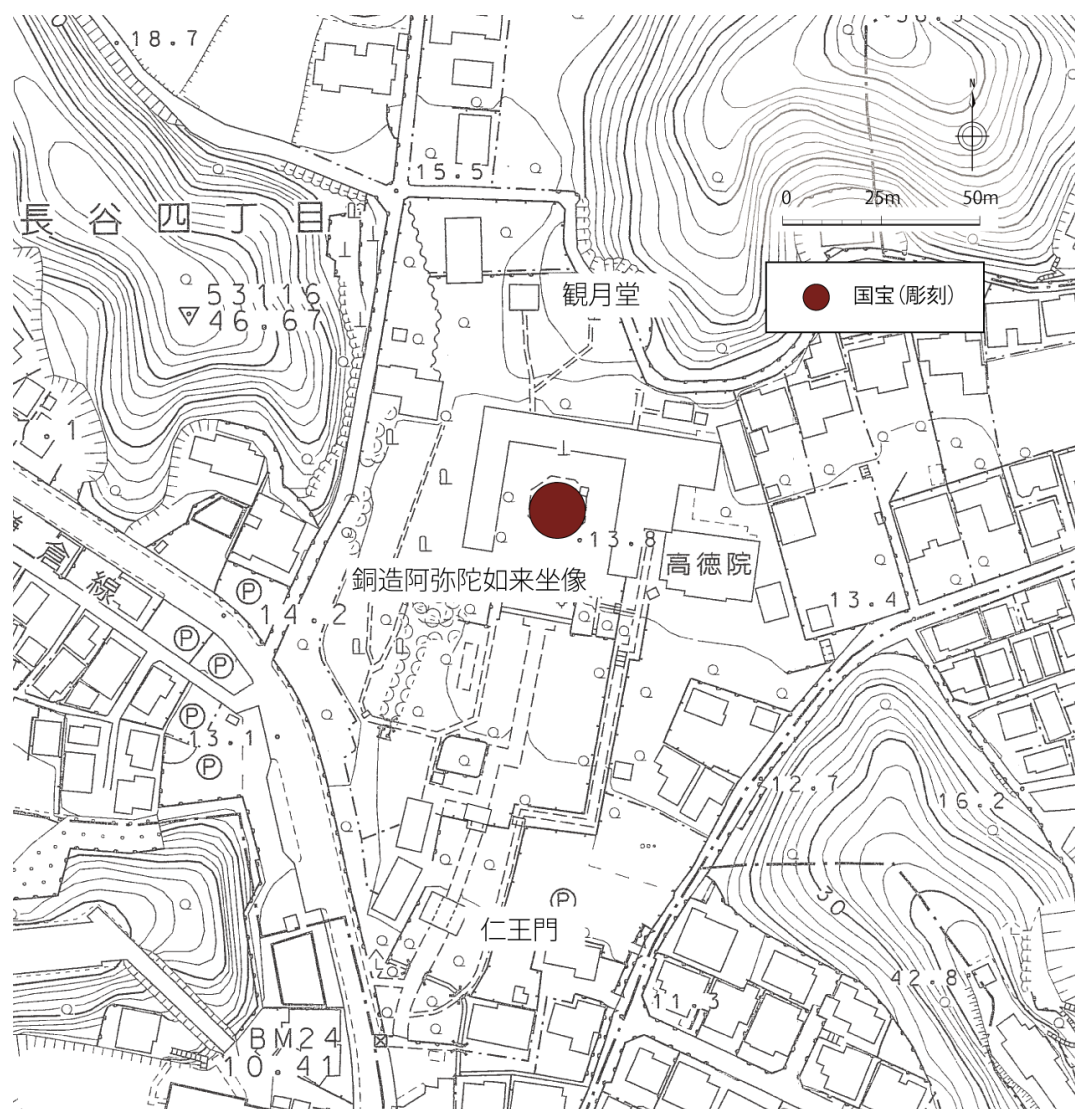 18.7
N
15.5
0 25m 50m
長谷四丁目
53116
46.67
観月堂
国宝（彫刻）
倉線
13.8
高徳院
銅造阿弥陀如来坐像
P
14.2
13.4
P
P
P
13.1
P
12.7
16.2
P
30
仁王門
42.8
11.3
BM24
10.41